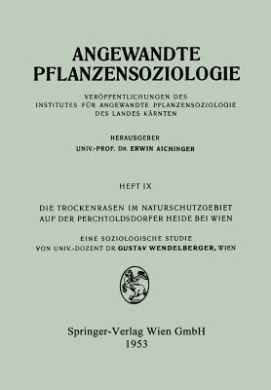 ANGEWANDTE
PFLANZENSOZIOLOGIE
VERÖFFENTLICHUNGEN DES
INSTITUTES FÜR ANGEWANDTE PFLANZENSOZIOLOGIE
DES LANDES KÄRNTEN
HERAUSGEBER
UNIV.-PROF. DR. ERWIN AICHINGER
HEFT IX
DIE TROCKENRASEN IM NATURSCHUTZGEBIET
AUF DER PERCHTOLDSDORFER HEIDE BEI WIEN
EINE SOZIOLOGISCHE STUDIE
VON UNIV.-DOZENT DR. GUSTAV WENDELBERGER, WIEN
Springer-Verlag Wien GmbH
1953